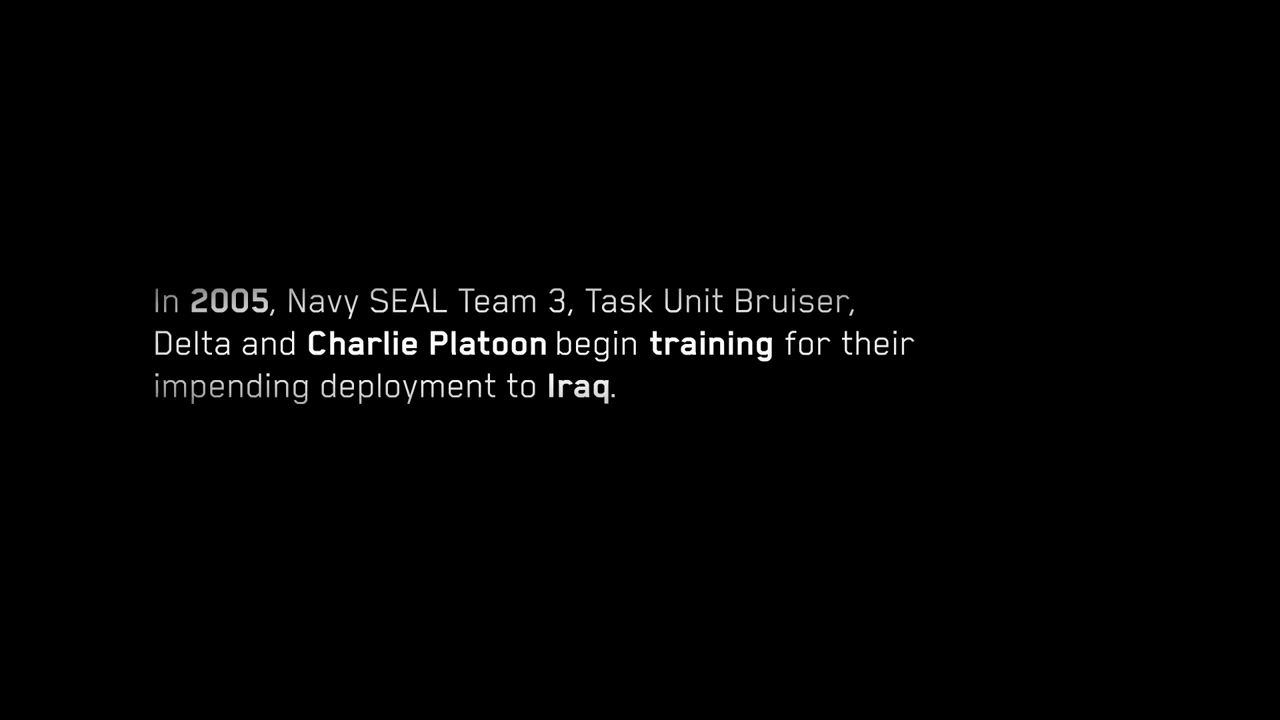 In 2005, Navy SEAL Team 3, Task Unit Bruiser,
Delta and Charlie Platoon begin training for their
impending deployment to Iraq.